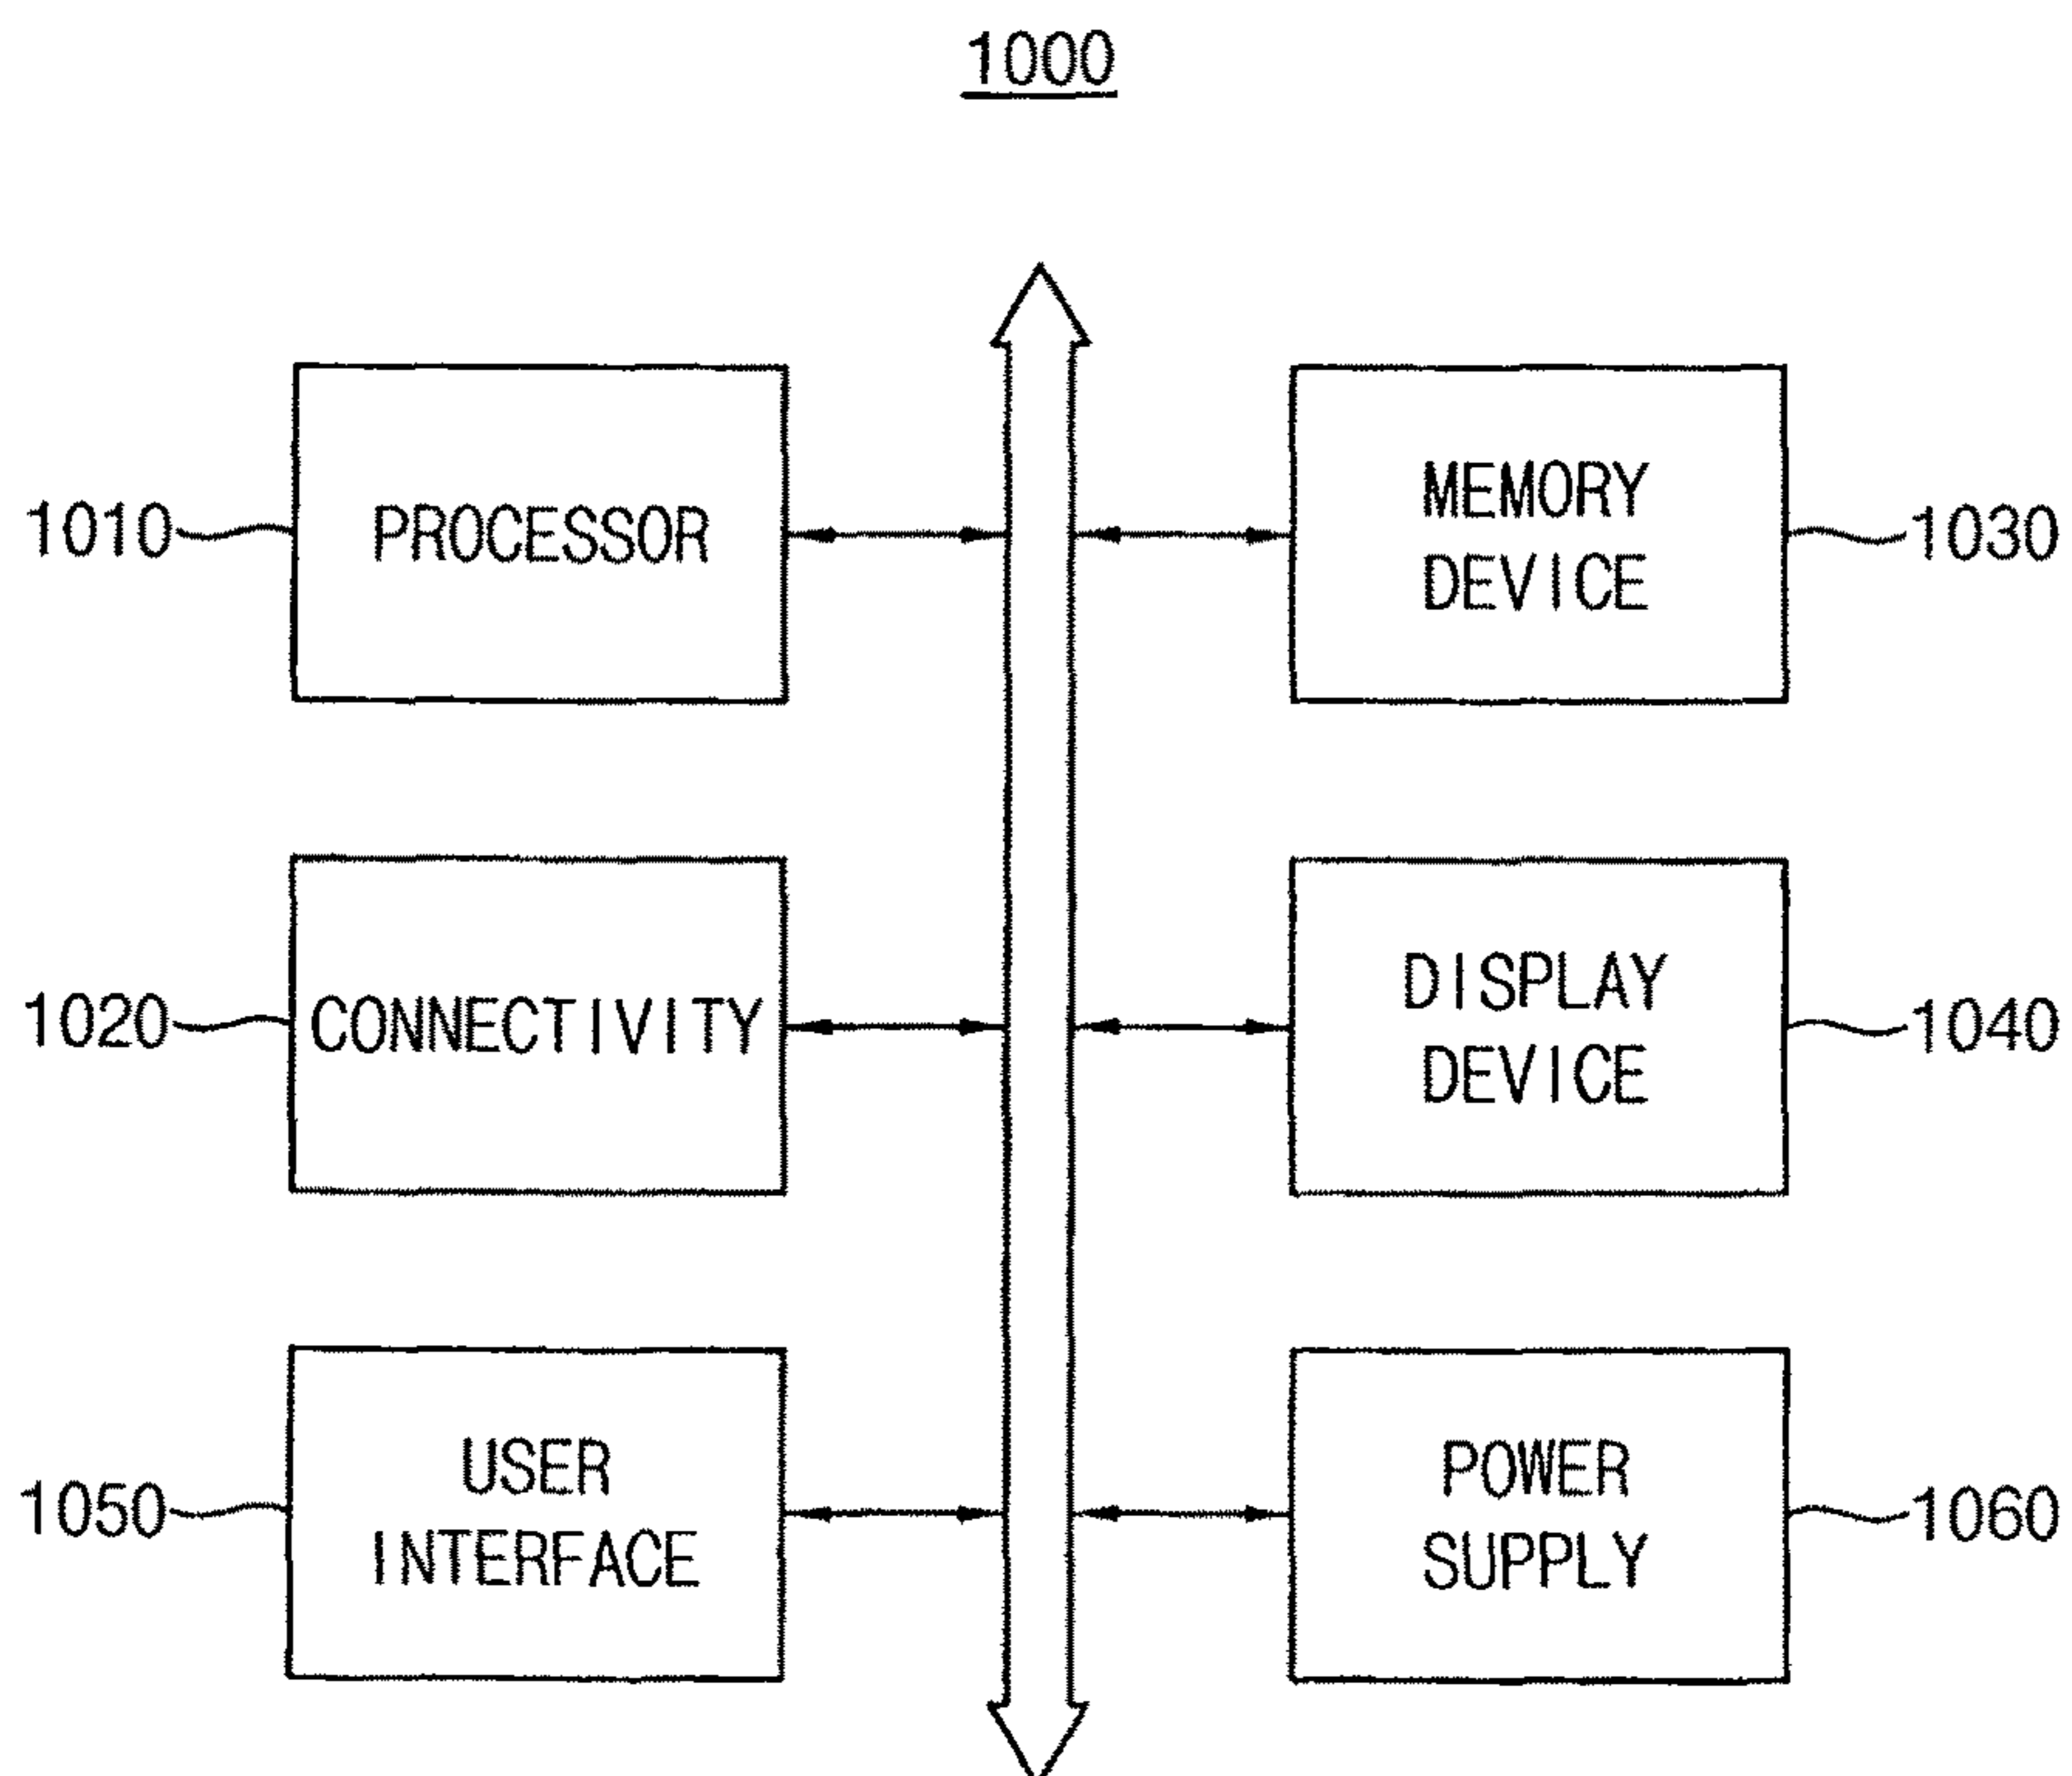 1000
1010
PROCESSOR
MEMORY
DEVICE
1030
1020
CONNECTIVITY
DISPLAY
DEVICE
1040
1050
USER
INTERFACE
POWER
SUPPLY
1060